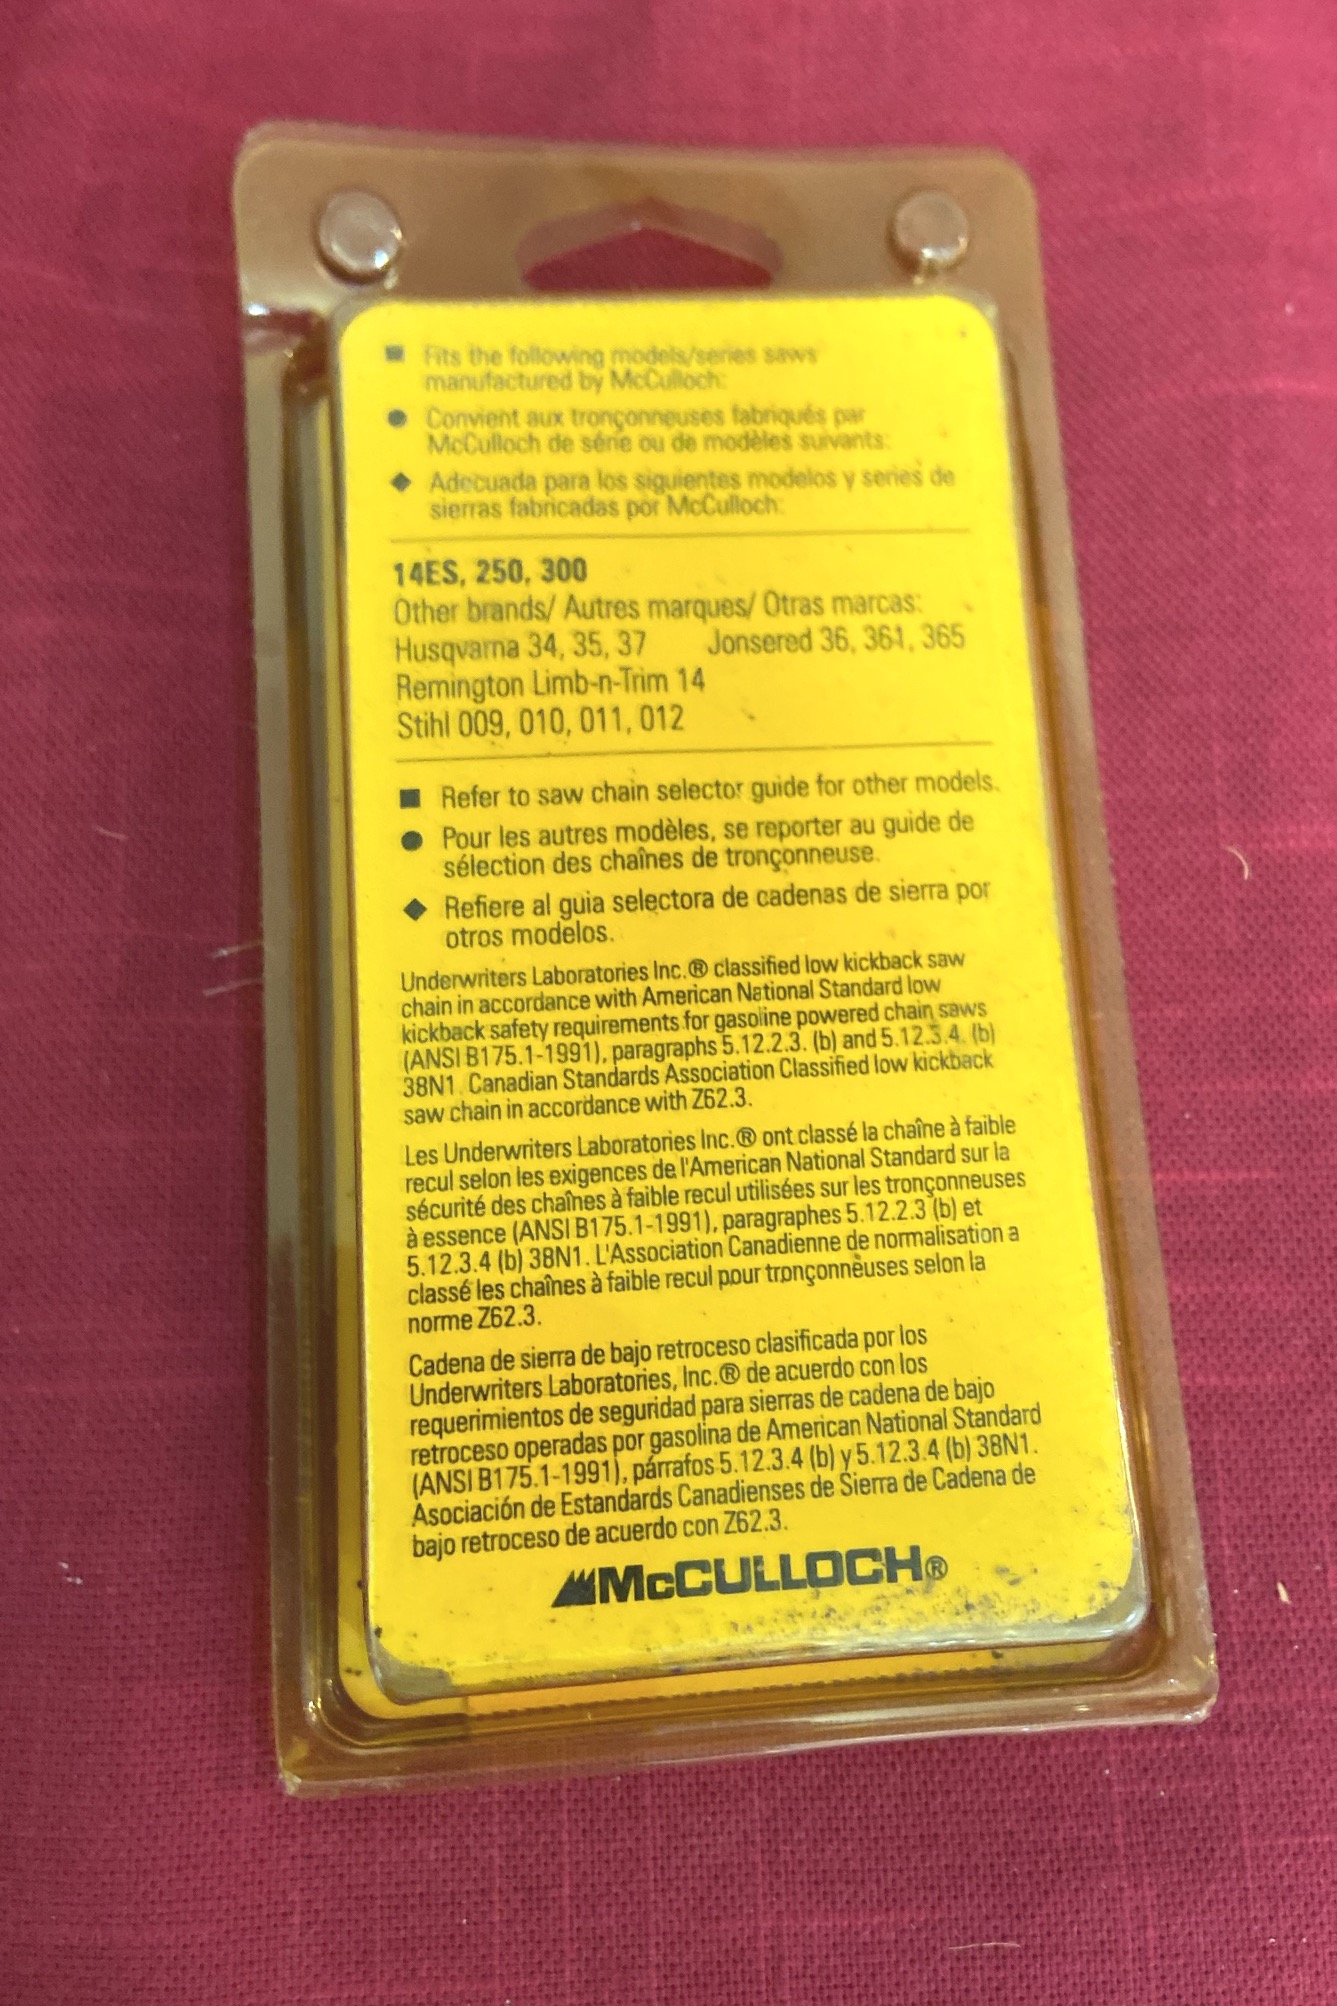 ■ Fits the following models/series saws
manufactured by McCulloch:
● Convient aux tronçonneuses fabriqués par
McCulloch de série ou de modèles suivants:
◆ Adecuada para los siguientes modelos y series de
sierras fabricadas por McCulloch:
14ES, 250, 300
Other brands/ Autres marques/ Otras marcas:
Husqvarna 34, 35, 37 Jonsered 36, 361, 365
Remington Limb-n-Trim 14
Stihl 009, 010, 011, 012
■ Refer to saw chain selector guide for other models.
● Pour les autres modèles, se reporter au guide de
sélection des chaînes de tronçonneuse.
◆ Refiere al guia selectora de cadenas de sierra por
otros modelos.
Underwriters Laboratories Inc.® classified low kickback saw
chain in accordance with American National Standard low
kickback safety requirements for gasoline powered chain saws
(ANSI B175.1-1991), paragraphs 5.12.2.3. (b) and 5.12.3.4. (b)
38N1. Canadian Standards Association Classified low kickback
saw chain in accordance with Z62.3.
Les Underwriters Laboratories Inc.® ont classé la chaîne à faible
recul selon les exigences de l'American National Standard sur la
sécurité des chaînes à faible recul utilisées sur les tronçonneuses
à essence (ANSI B175.1-1991), paragraphes 5.12.2.3 (b) et
5.12.3.4 (b) 38N1. L'Association Canadienne de normalisation a
classé les chaînes à faible recul pour tronçonnèuses selon la
norme Z62.3.
Cadena de sierra de bajo retroceso clasificada por los
Underwriters Laboratories, Inc.® de acuerdo con los
requerimientos de seguridad para sierras de cadena de bajo
retroceso operadas por gasolina de American National Standard
(ANSI B175.1-1991), párrafos 5.12.3.4 (b) y 5.12.3.4 (b) 38N1.
Asociación de Estandards Canadienses de Sierra de Cadena de
bajo retroceso de acuerdo con Z62.3.
McCULLOCH®